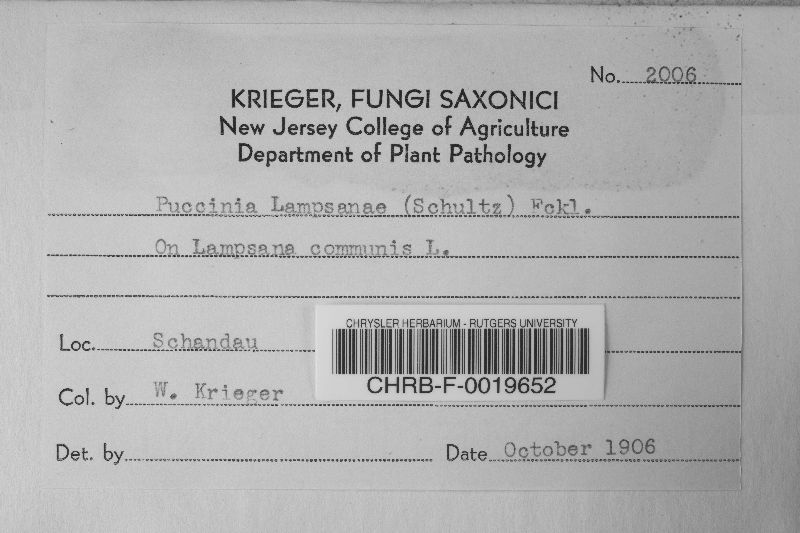 No. 2006
KRIEGER, FUNGI SAXONICI
New Jersey College of Agriculture
Department of Plant Pathology
Puccinia Lampsanae (Schultz) Fckl.
On Lampsana communis L.
Loc. Schandau
CHRYSLER HERBARIUM - RUTGERS UNIVERSITY
CHRB-F-0019652
Col. by W. Krieger
Det. by
Date October 1906